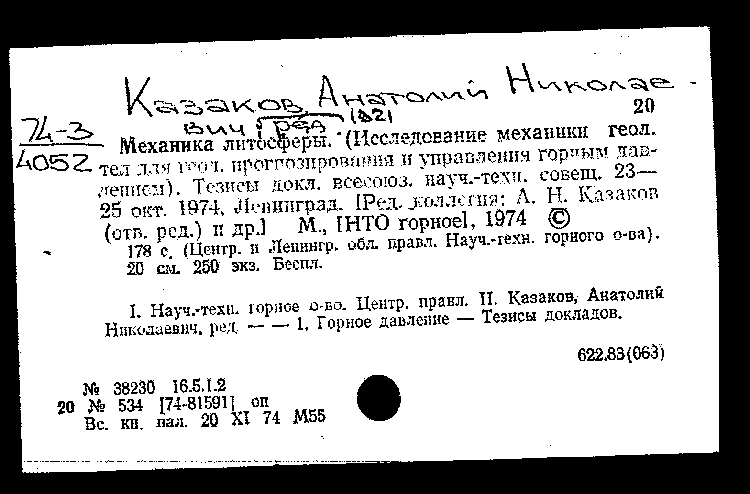 Казаков Анатолий Николае-
вич, ред. (12)
20
74-3
4052
Механика литосферы. (Исследование механики геол.
тел для геол. прогнозирования и управления горным дав-
лением). Тезисы докл. всесоюз. науч.-техн. совещ. 23—
25 окт. 1974, Ленинград. [Ред. коллегия: А. Н. Казаков
(отв. ред.) и др.] М., [НТО горное], 1974 ©
178 с. (Центр. и Ленингр. обл. правл. Науч.-техн. горного о-ва).
20 см. 250 экз. Беспл.
I. Науч.-техн. горное о-во. Центр. правл. II. Казаков, Анатолий
Николаевич, ред. — — 1. Горное давление — Тезисы докладов.
622.83(063)
№ 38230 16.5.1.2
20 № 534 [74-81591] оп
Вс. кн. пал. 20 XI 74 М55